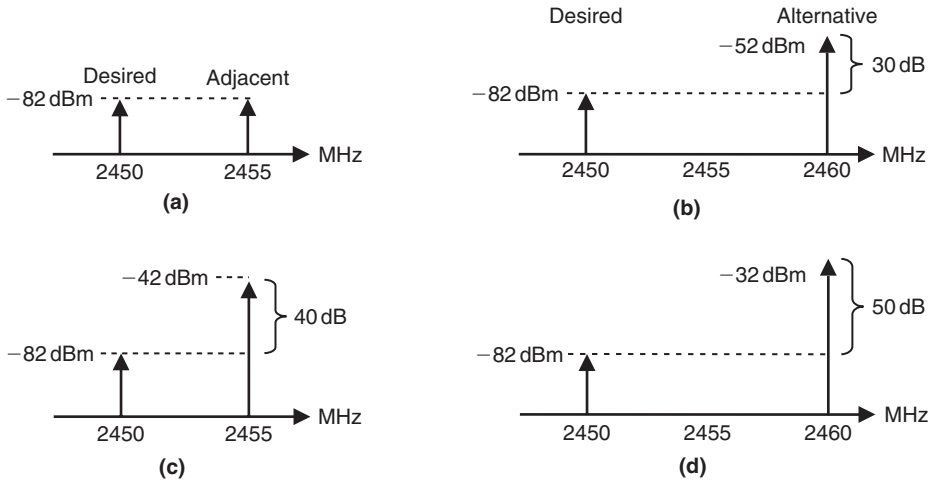 Desired Adjacent
−82 dBm
MHz
2450 2455
(a)
Desired Alternative
−52 dBm
30 dB
−82 dBm
MHz
2450 2455 2460
(b)
−42 dBm
40 dB
−82 dBm
MHz
2450 2455
(c)
−32 dBm
50 dB
−82 dBm
MHz
2450 2455 2460
(d)